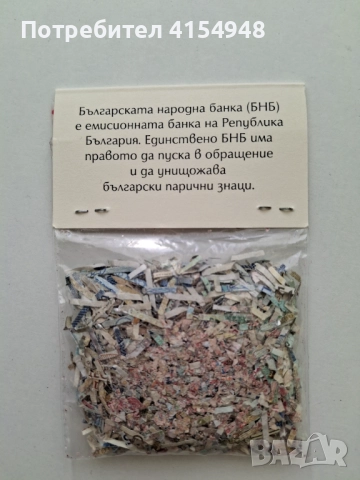 Потребител 4154948
Българската народна банка (БНБ)
е емисионната банка на Република
България. Единствено БНБ има
правото да пуска в обращение
и да унищожава
български парични знаци.
BAZAR